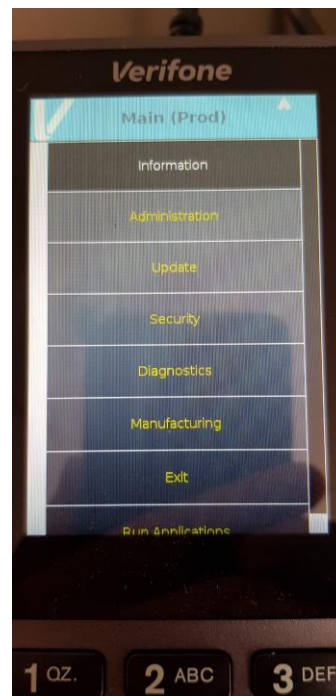 Verifone
Main (Prod)
Information
Administration
Update
Security
Diagnostics
Manufacturing
Exit
Run Applications
1 QZ.
2 ABC
3 DEF